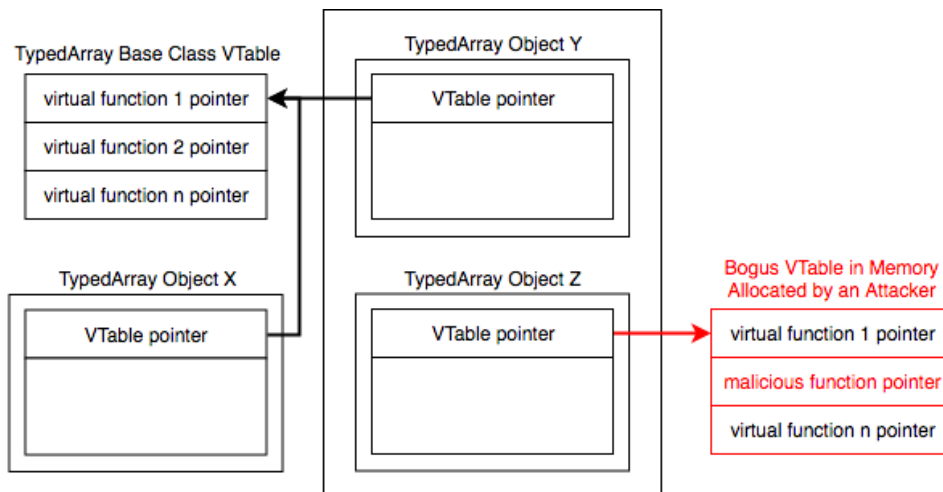 TypedArray Base Class VTable
virtual function 1 pointer
virtual function 2 pointer
virtual function n pointer
TypedArray Object Y
VTable pointer
TypedArray Object X
VTable pointer
TypedArray Object Z
VTable pointer
Bogus VTable in Memory
Allocated by an Attacker
virtual function 1 pointer
malicious function pointer
virtual function n pointer